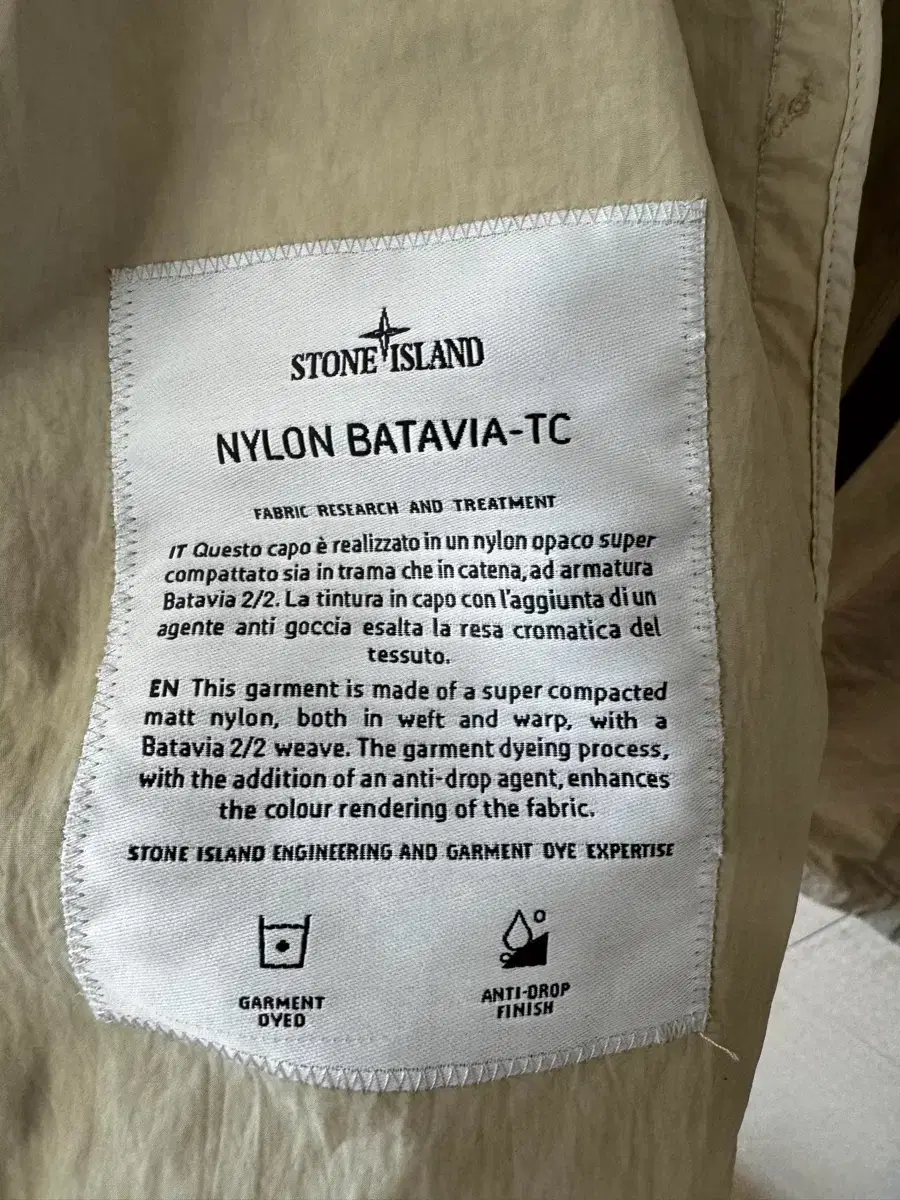 STONE ISLAND
NYLON BATAVIA-TC
FABRIC RESEARCH AND TREATMENT
IT Questo capo è realizzato in un nylon opaco super
compattato sia in trama che in catena, ad armatura
Batavia 2/2. La tintura in capo con l'aggiunta di un
agente anti goccia esalta la resa cromatica del
tessuto.
EN This garment is made of a super compacted
matt nylon, both in weft and warp, with a
Batavia 2/2 weave. The garment dyeing process,
with the addition of an anti-drop agent, enhances
the colour rendering of the fabric.
STONE ISLAND ENGINEERING AND GARMENT DYE EXPERTISE
GARMENT
DYED
ANTI-DROP
FINISH